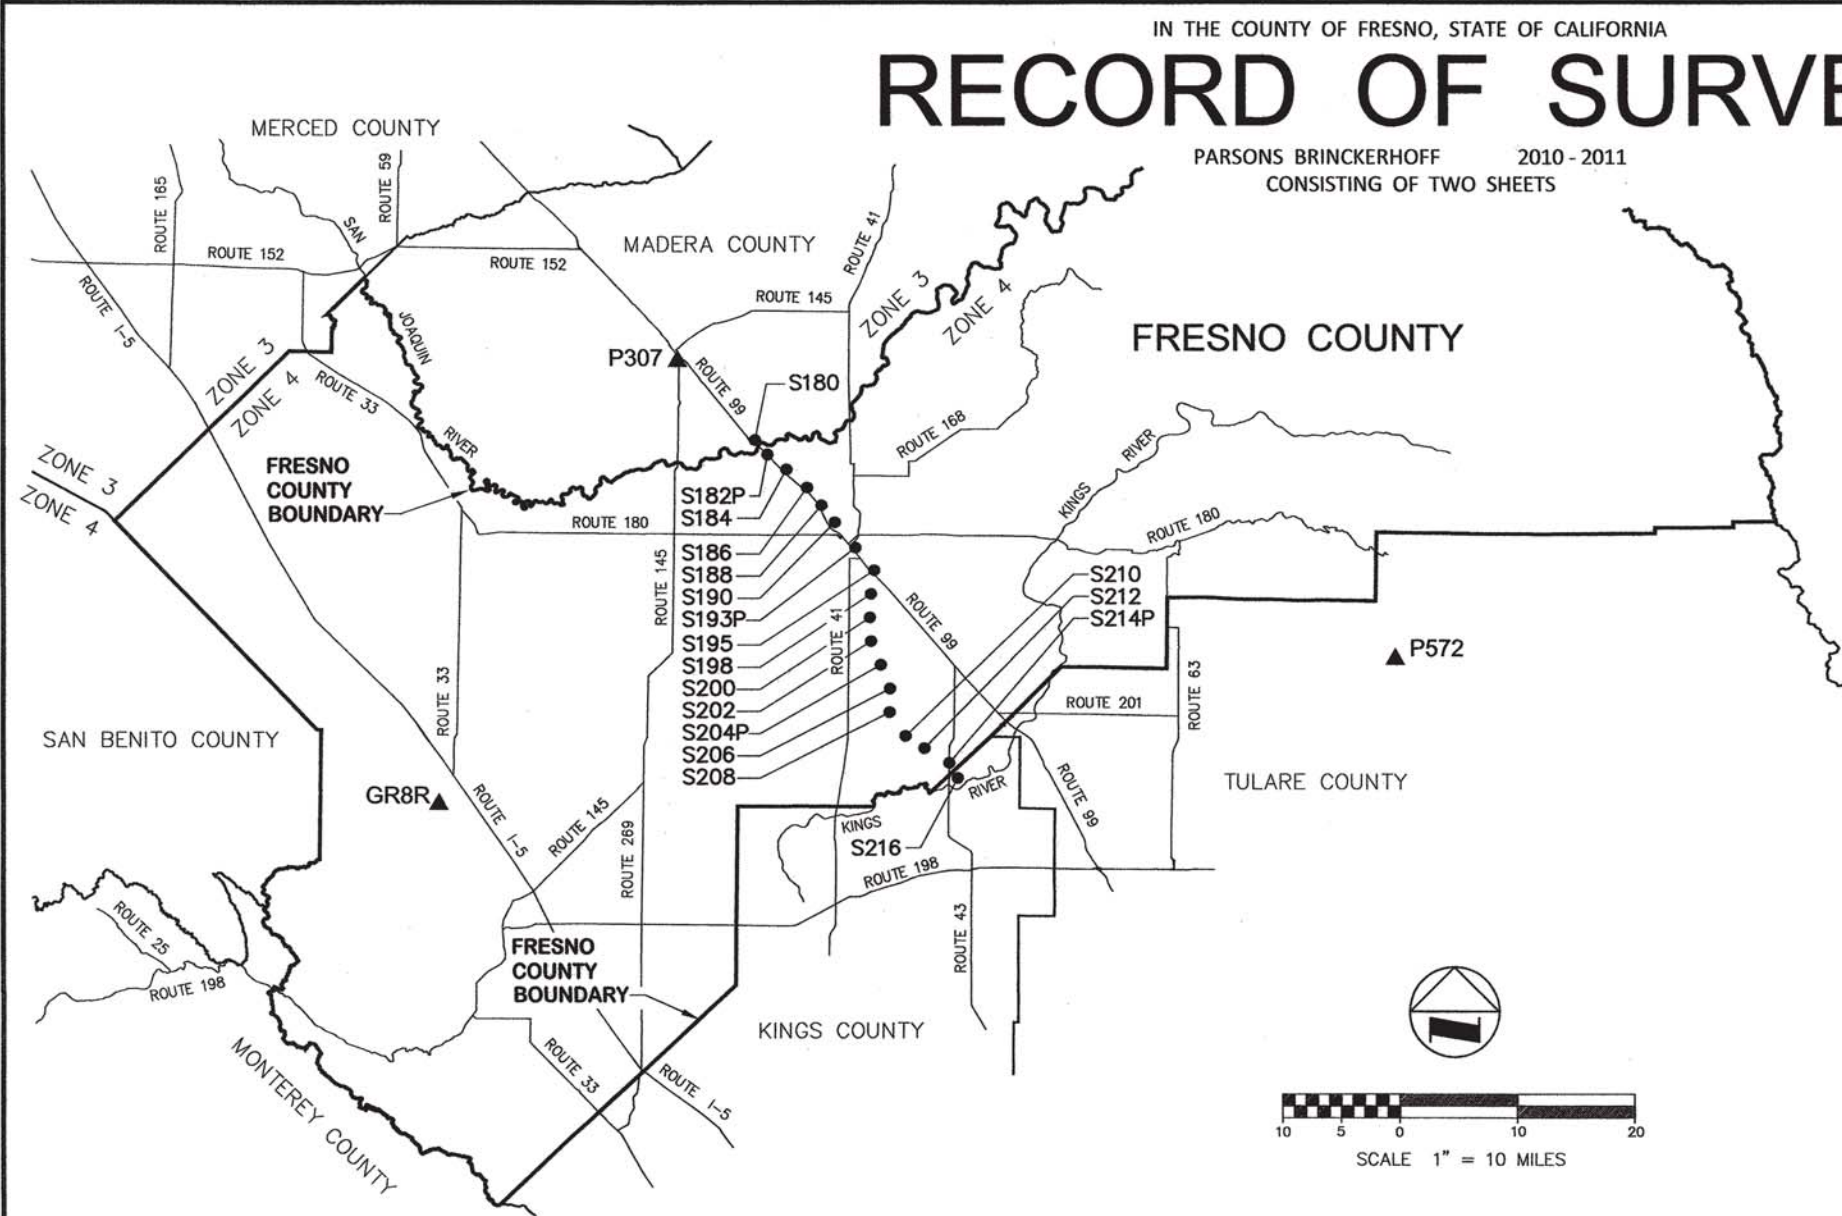 IN THE COUNTY OF FRESNO, STATE OF CALIFORNIA
RECORD OF SURVE
PARSONS BRINCKERHOFF 2010 - 2011
CONSISTING OF TWO SHEETS
MERCED COUNTY
ROUTE 165
ROUTE 59
SAN
JOAQUIN
RIVER
ROUTE 152
ROUTE 152
MADERA COUNTY
ROUTE 41
ROUTE 145
ZONE 3
ZONE 4
FRESNO COUNTY
ROUTE I-5
P307
ROUTE 99
S180
ZONE 3
ZONE 4
ROUTE 33
ROUTE 168
ZONE 3
ZONE 4
FRESNO
COUNTY
BOUNDARY
KINGS
RIVER
S182P
S184
ROUTE 180
ROUTE 180
S186
S188
S190
S193P
S195
S198
S200
S202
S204P
S206
S208
ROUTE 145
ROUTE 41
ROUTE 99
S210
S212
S214P
P572
ROUTE 33
ROUTE 201
ROUTE 63
SAN BENITO COUNTY
TULARE COUNTY
GR8R
ROUTE I-5
ROUTE 145
ROUTE 269
KINGS
RIVER
S216
ROUTE 99
ROUTE 198
ROUTE 43
ROUTE 25
ROUTE 198
FRESNO
COUNTY
BOUNDARY
KINGS COUNTY
MONTEREY COUNTY
ROUTE 33
ROUTE I-5
10 5 0 10 20
SCALE 1" = 10 MILES